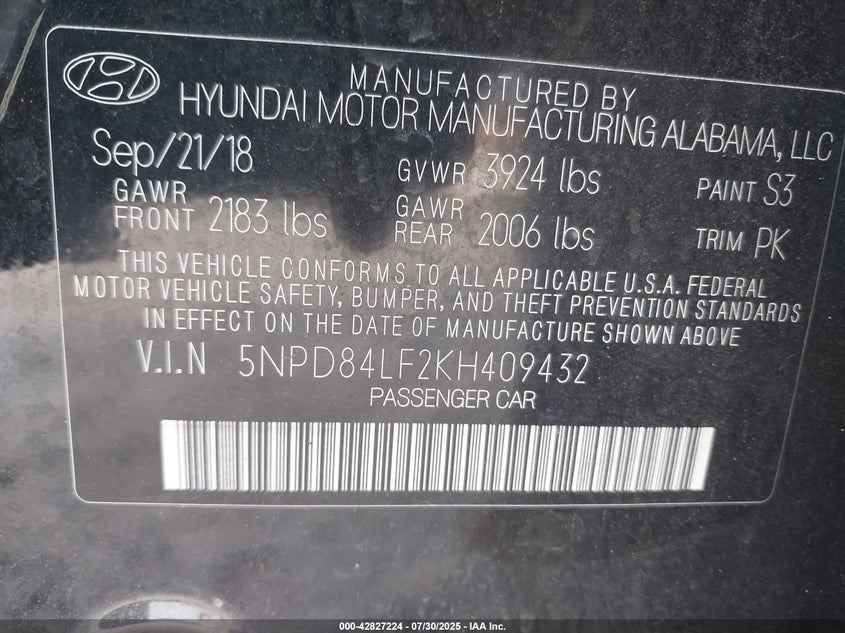 MANUFACTURED BY
HYUNDAI MOTOR MANUFACTURING ALABAMA, LLC
Sep/21/18 GVWR 3924 lbs PAINT S3
GAWR FRONT 2183 lbs GAWR REAR 2006 lbs TRIM PK
THIS VEHICLE CONFORMS TO ALL APPLICABLE U.S.A. FEDERAL
MOTOR VEHICLE SAFETY, BUMPER, AND THEFT PREVENTION STANDARDS
IN EFFECT ON THE DATE OF MANUFACTURE SHOWN ABOVE
V.I.N 5NPD84LF2KH409432
PASSENGER CAR
000-42827224 - 07/30/2025 - IAA Inc.